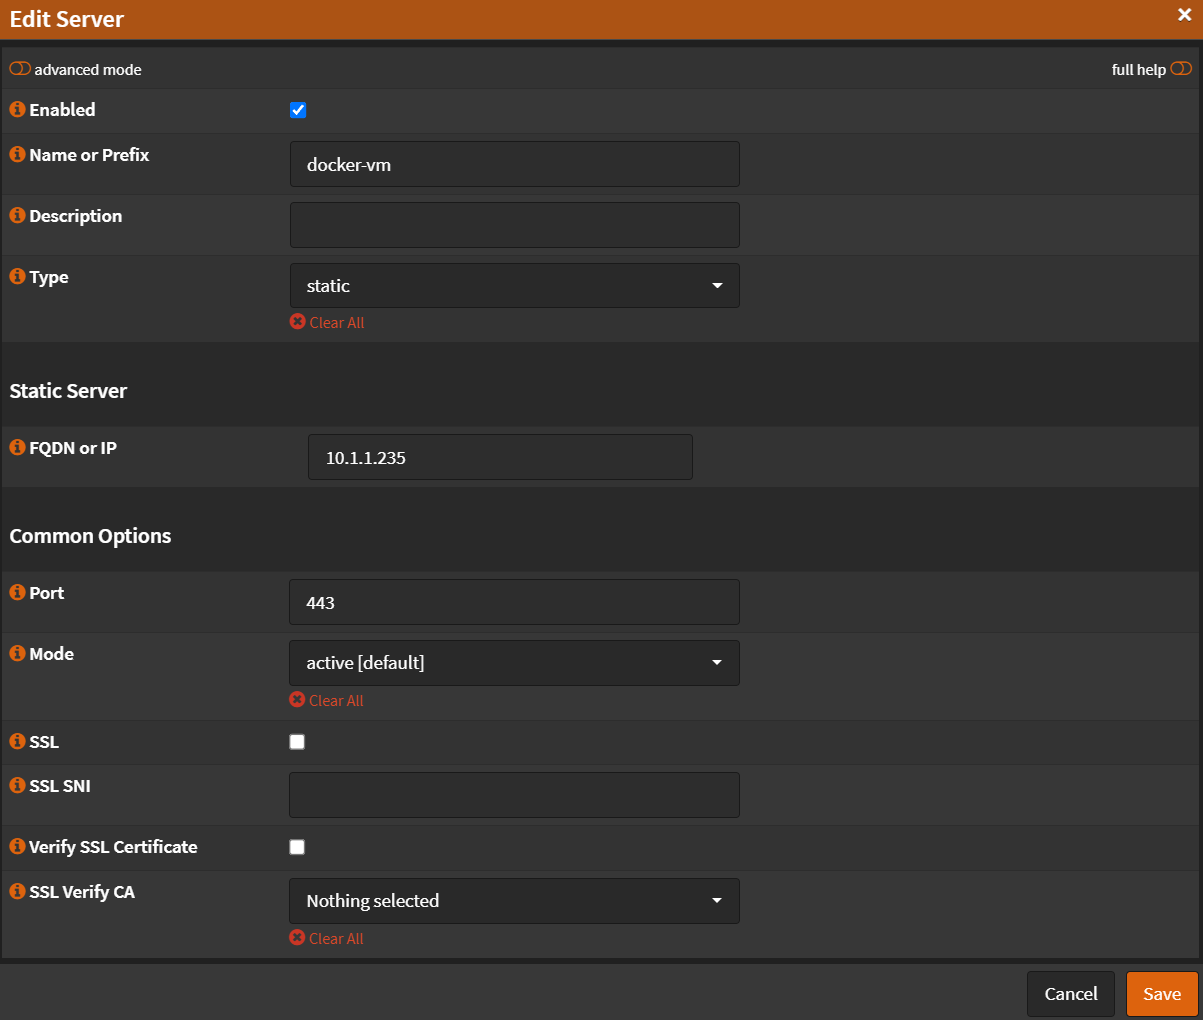 Edit Server
advanced mode
full help
Enabled
Name or Prefix
docker-vm
Description
Type
static
Clear All
Static Server
FQDN or IP
10.1.1.235
Common Options
Port
443
Mode
active [default]
Clear All
SSL
SSL SNI
Verify SSL Certificate
SSL Verify CA
Nothing selected
Clear All
Cancel
Save